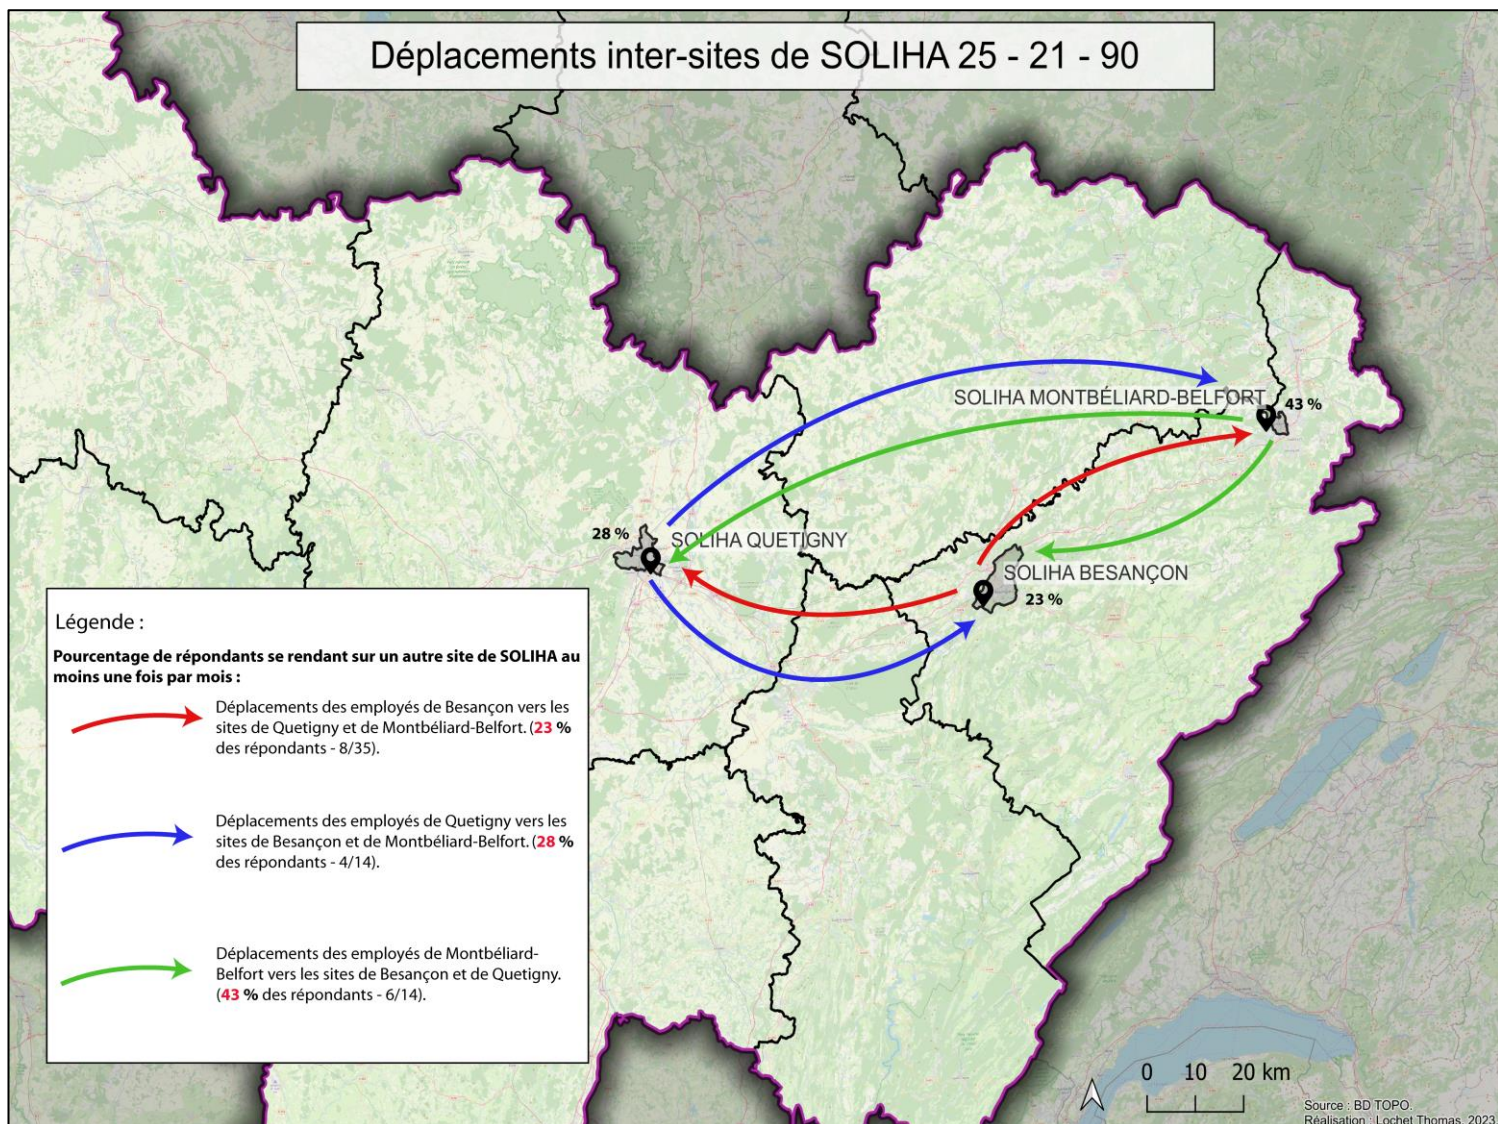 Déplacements inter-sites de SOLIHA 25 - 21 - 90
SOLIHA MONTBÉLIARD-BELFORT
43 %
28 %
SOLIHA QUETIGNY
SOLIHA BESANÇON
23 %
Légende :
Pourcentage de répondants se rendant sur un autre site de SOLIHA au
moins une fois par mois :
Déplacements des employés de Besançon vers les
sites de Quetigny et de Montbéliard-Belfort. (23 %
des répondants - 8/35).
Déplacements des employés de Quetigny vers les
sites de Besançon et de Montbéliard-Belfort. (28 %
des répondants - 4/14).
Déplacements des employés de Montbéliard-
Belfort vers les sites de Besançon et de Quetigny.
(43 % des répondants - 6/14).
0 10 20 km
Source : BD TOPO.
Réalisation : Lochet Thomas, 2023